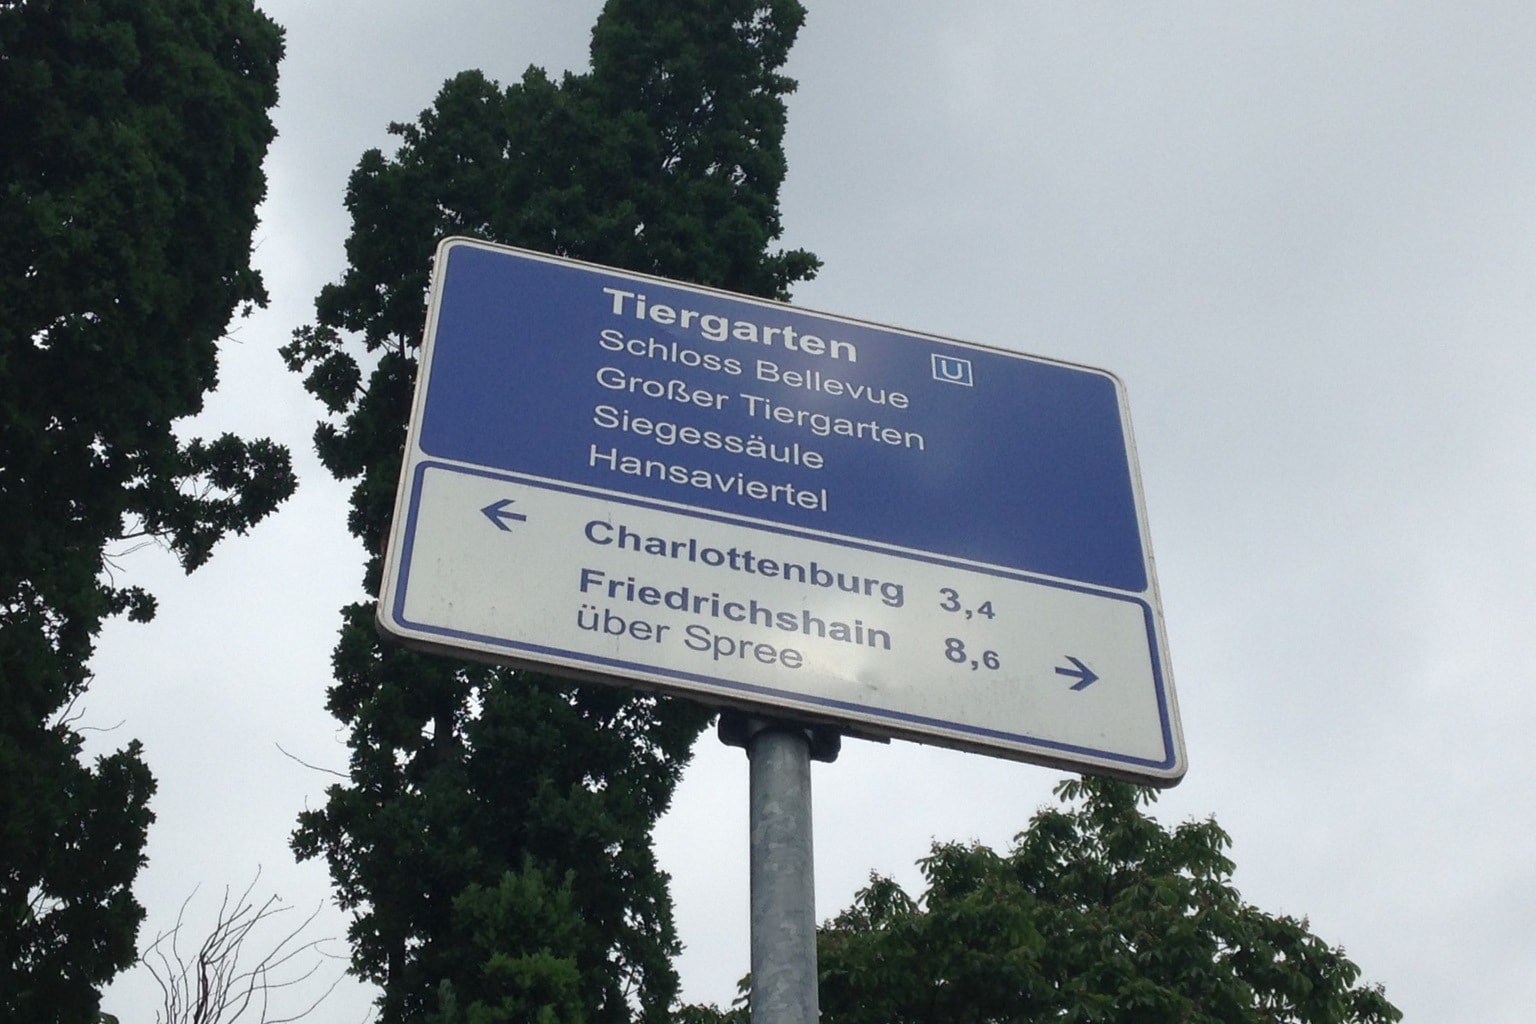 Tiergarten U
Schloss Bellevue
Großer Tiergarten
Siegessäule
Hansaviertel
← Charlottenburg 3,4
Friedrichshain 8,6 →
über Spree